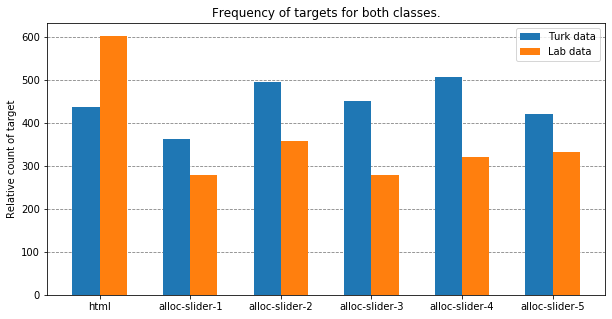 Frequency of targets for both classes.
Turk data
Lab data
Relative count of target
600
500
400
300
200
100
0
html alloc-slider-1 alloc-slider-2 alloc-slider-3 alloc-slider-4 alloc-slider-5